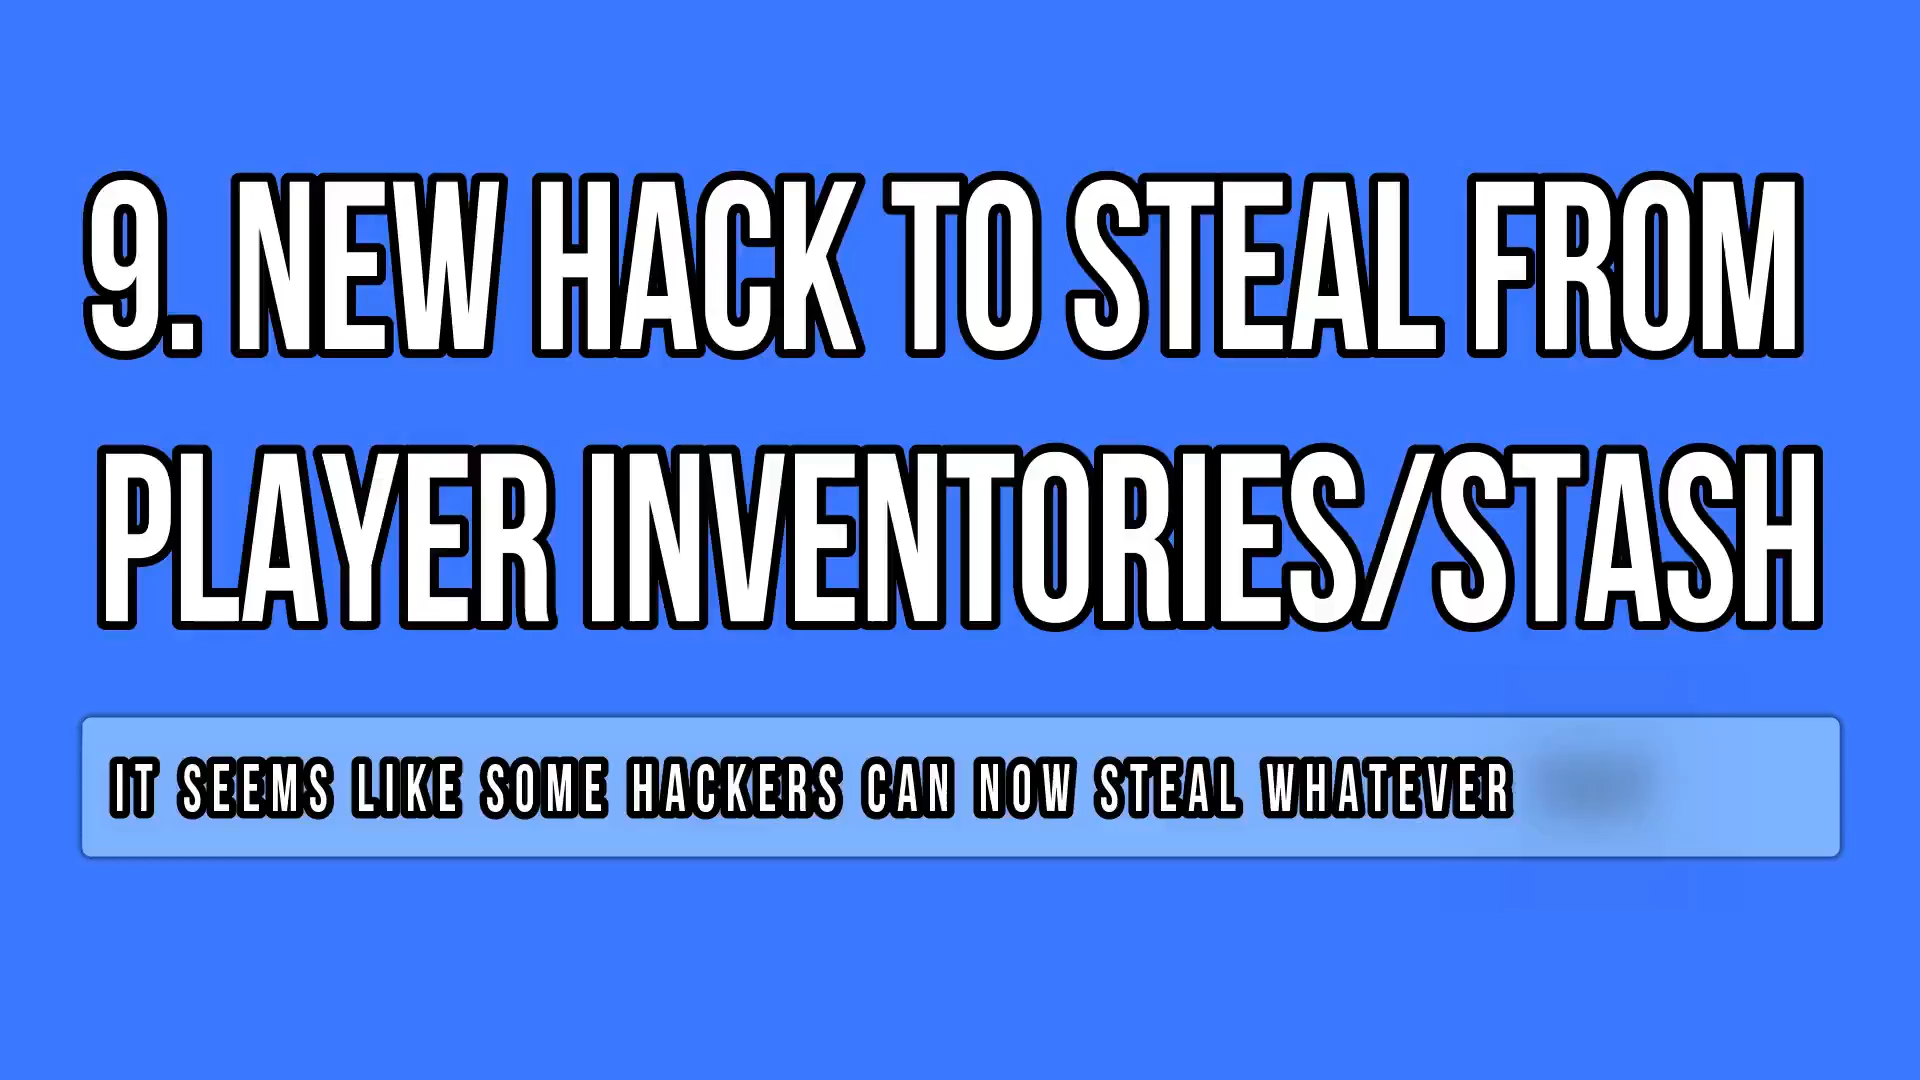 9. NEW HACK TO STEAL FROM
PLAYER INVENTORIES/STASH
IT SEEMS LIKE SOME HACKERS CAN NOW STEAL WHATEVER